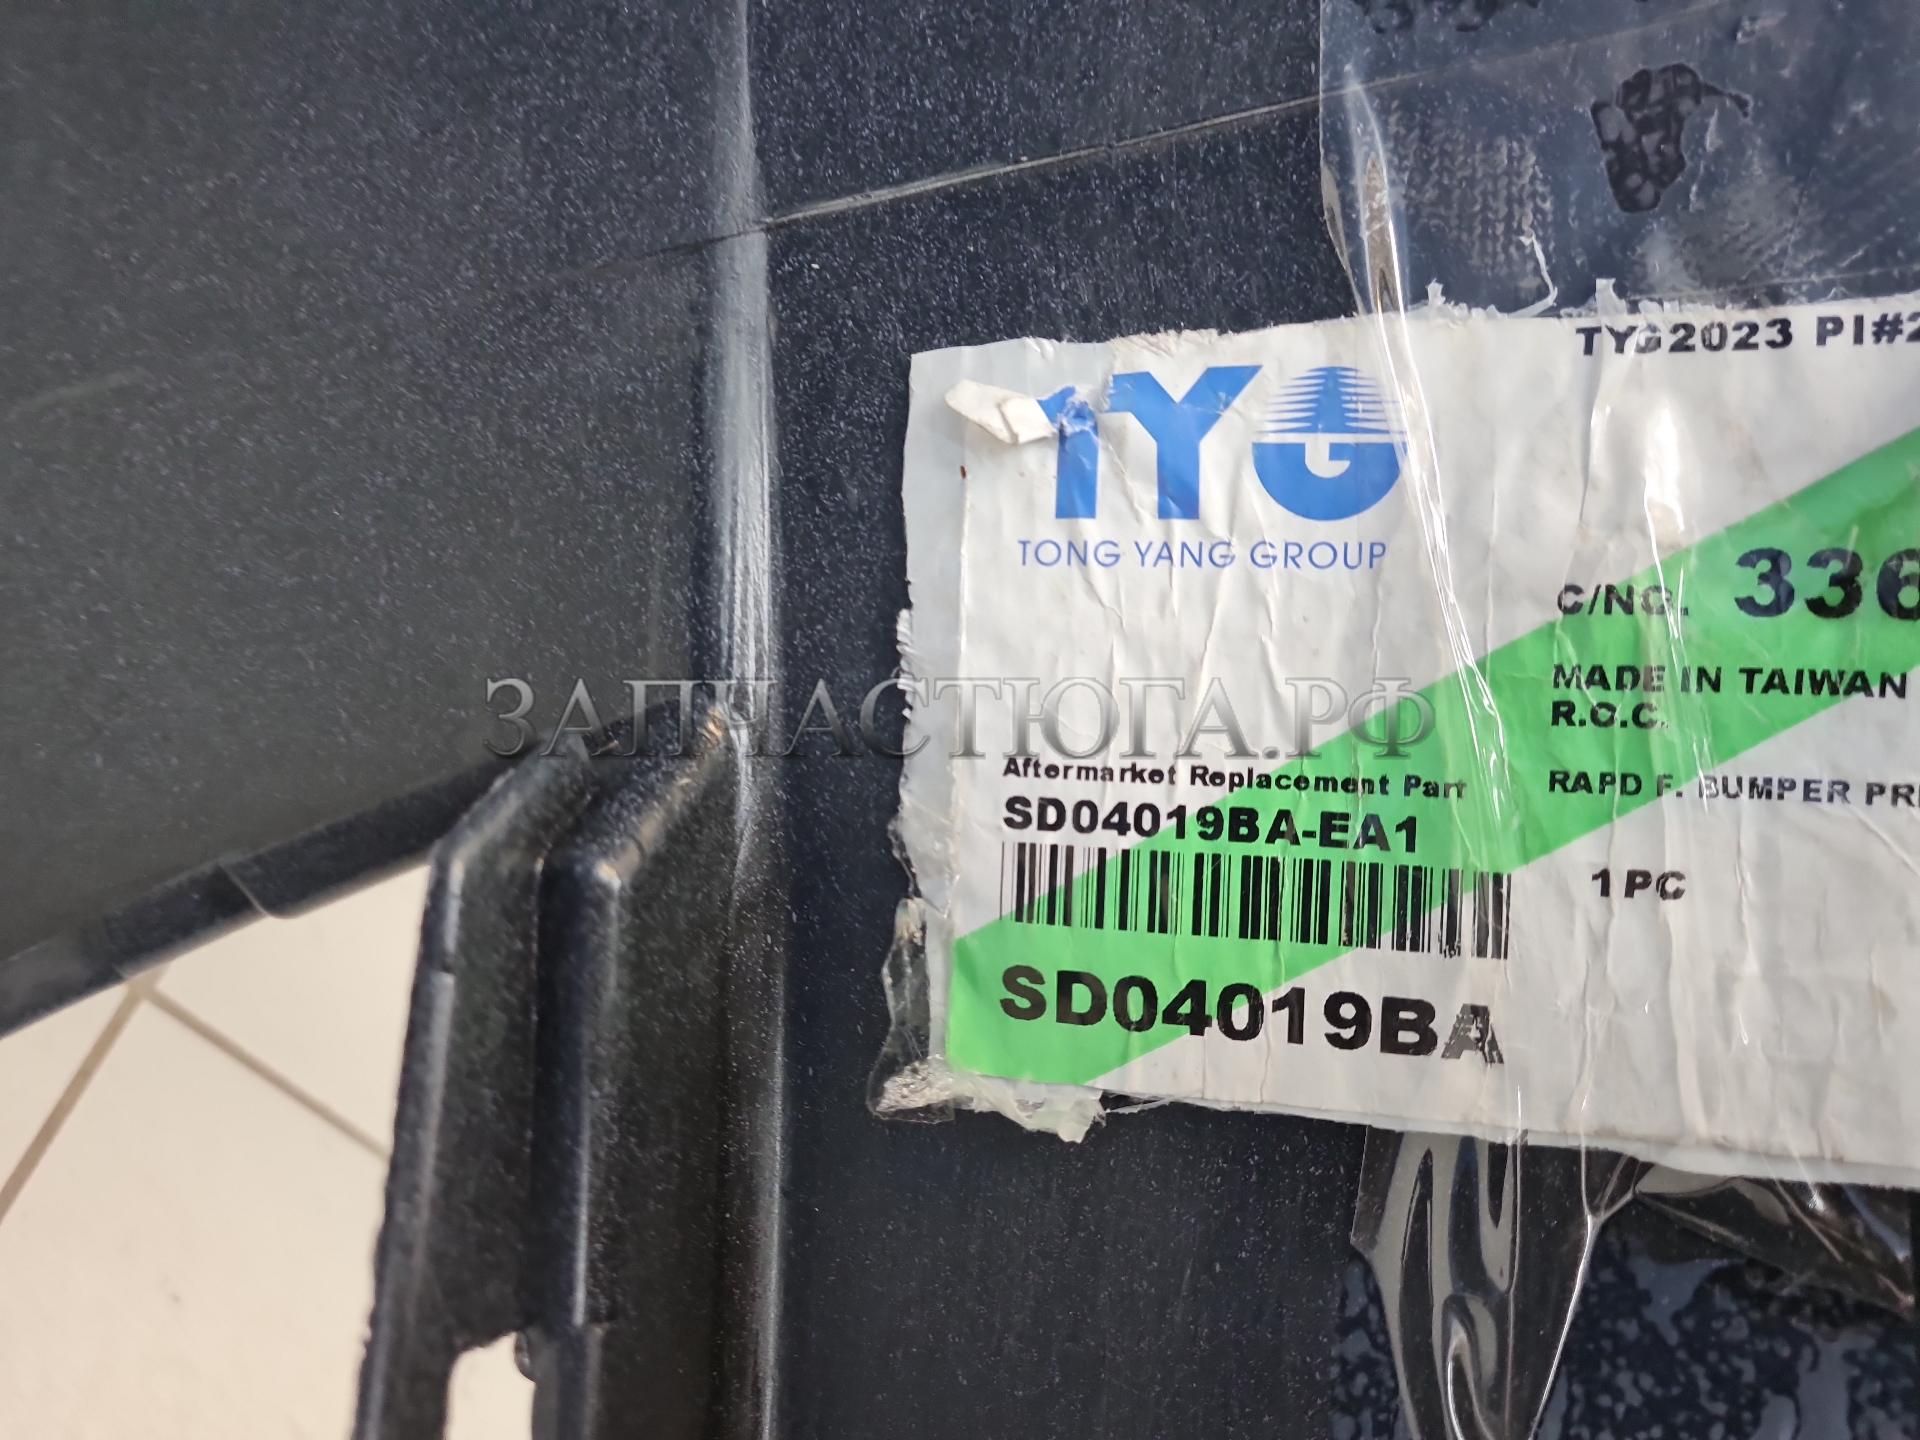 TYG2023 PI#2
TYG
TONG YANG GROUP
C/NO. 336
MADE IN TAIWAN
R.O.C.
ЗАПЧАСТЮГА.РФ
Aftermarket Replacement Part
SD04019BA-EA1
RAPD F. BUMPER PRI
1PC
SD04019BA